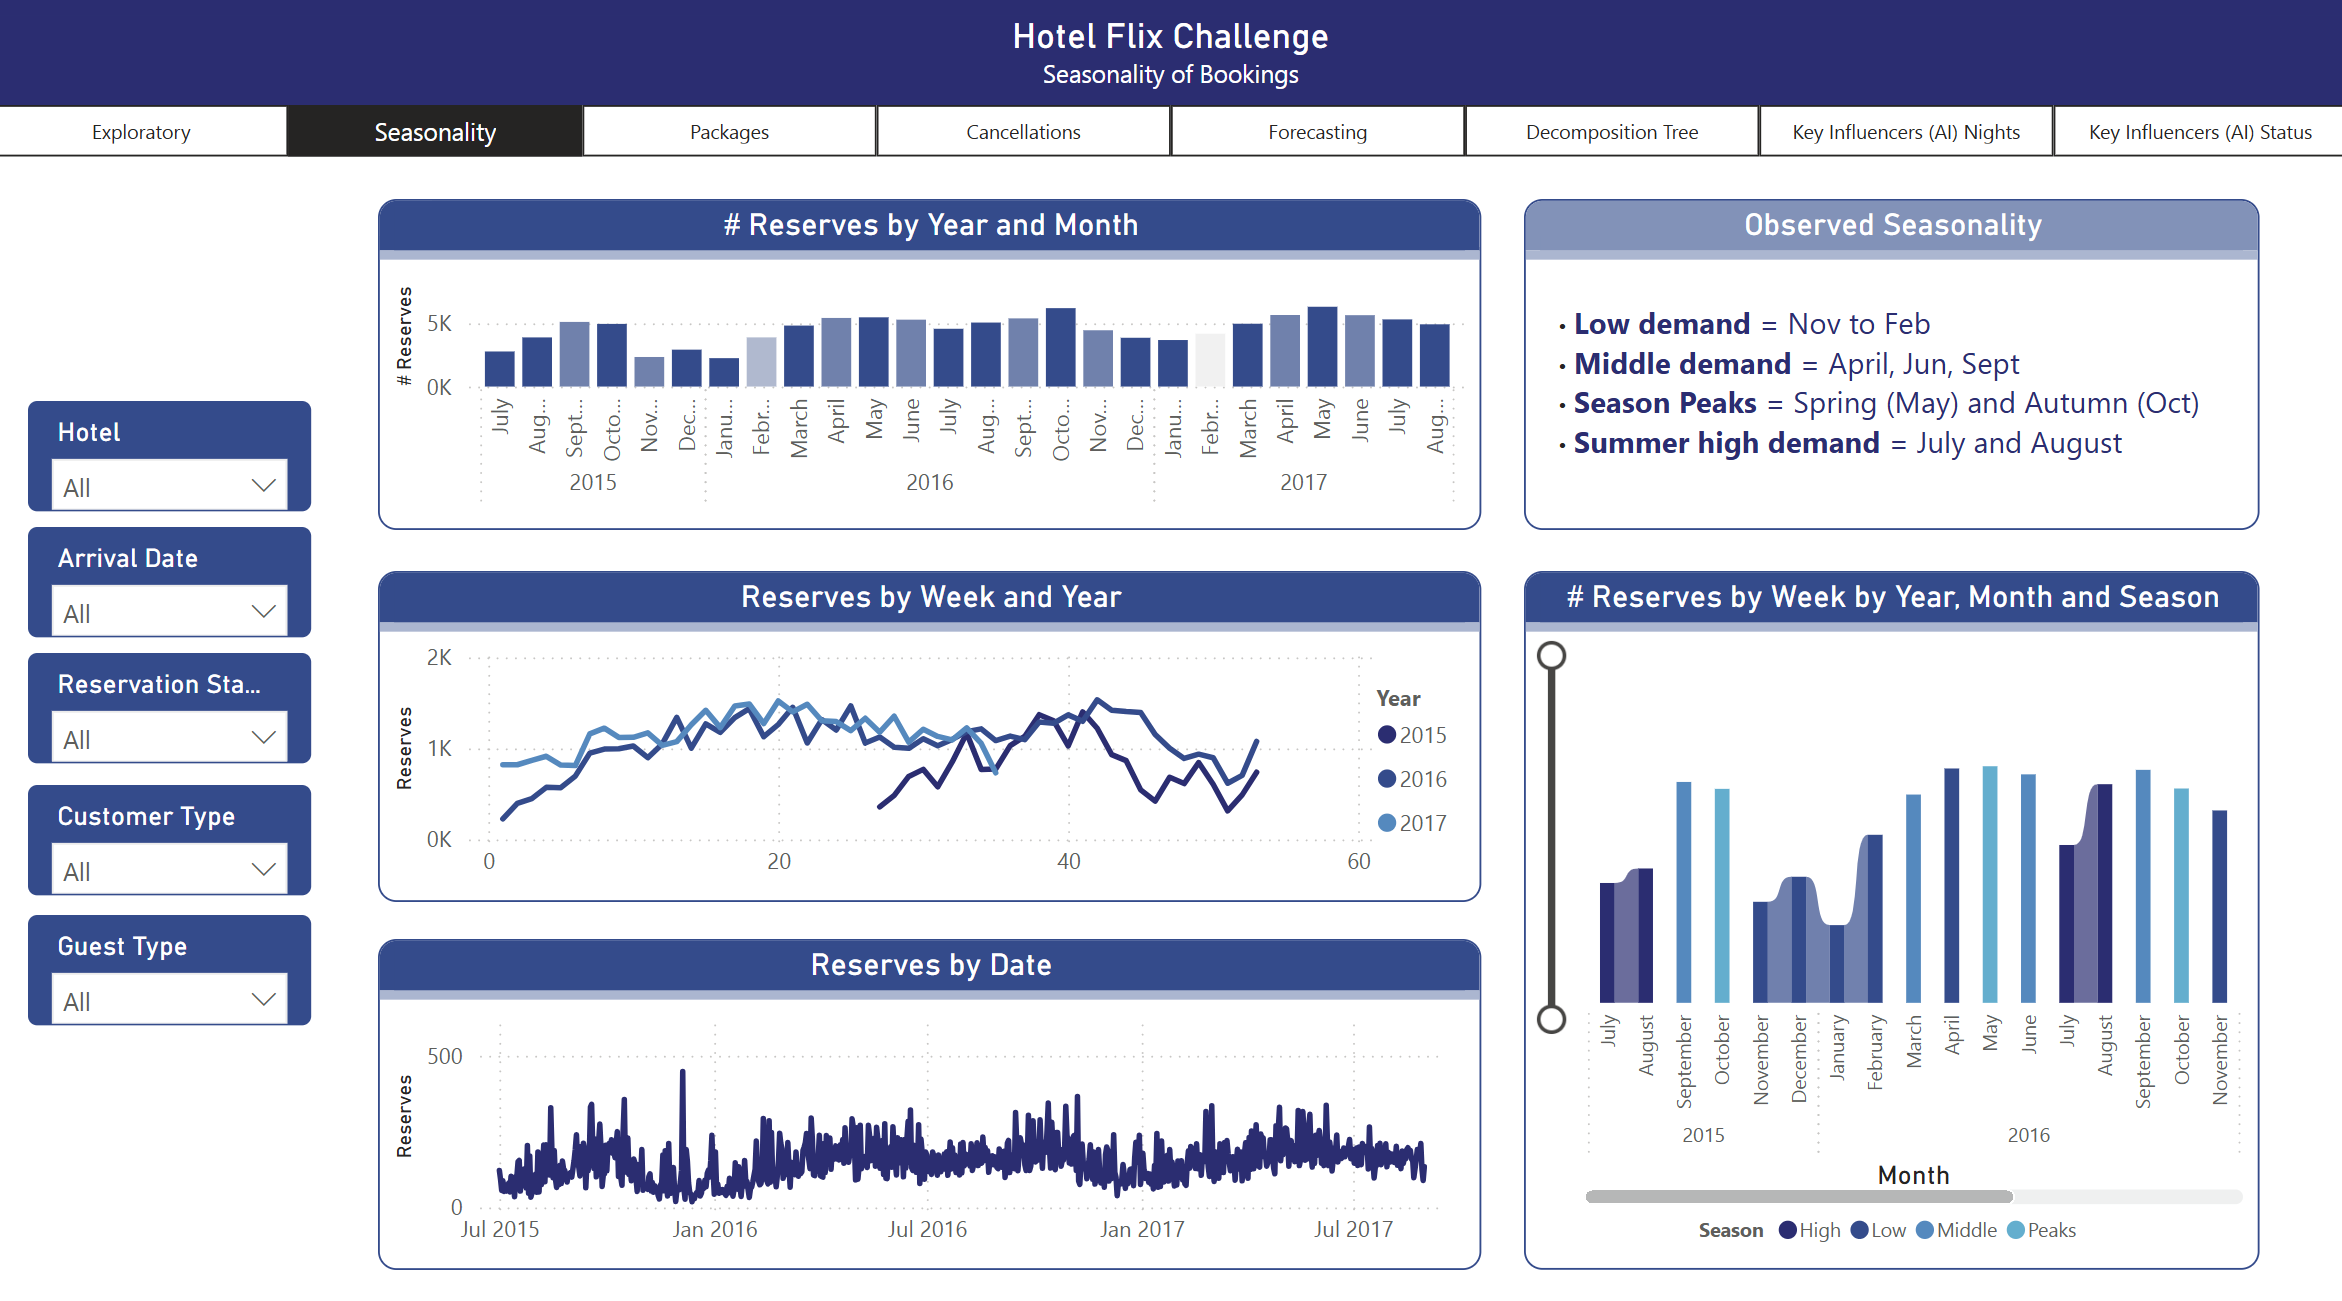 Hotel Flix Challenge
Seasonality of Bookings
Exploratory
Seasonality
Packages
Cancellations
Forecasting
Decomposition Tree
Key Influencers (AI) Nights
Key Influencers (AI) Status
Hotel
All
Arrival Date
All
Reservation Sta...
All
Customer Type
All
Guest Type
All
# Reserves by Year and Month
# Reserves
5K
0K
July
Aug...
Sept...
Octo...
Nov...
Dec...
Janu...
Febr...
March
April
May
June
July
Aug...
Sept...
Octo...
Nov...
Dec...
Janu...
Febr...
March
April
May
June
July
Aug...
2015
2016
2017
Observed Seasonality
• Low demand = Nov to Feb
• Middle demand = April, Jun, Sept
• Season Peaks = Spring (May) and Autumn (Oct)
• Summer high demand = July and August
Reserves by Week and Year
Reserves
2K
1K
0K
0
20
40
60
Year
2015
2016
2017
Reserves by Date
Reserves
500
0
Jul 2015
Jan 2016
Jul 2016
Jan 2017
Jul 2017
# Reserves by Week by Year, Month and Season
July
August
September
October
November
December
January
February
March
April
May
June
July
August
September
October
November
2015
2016
Month
Season High Low Middle Peaks